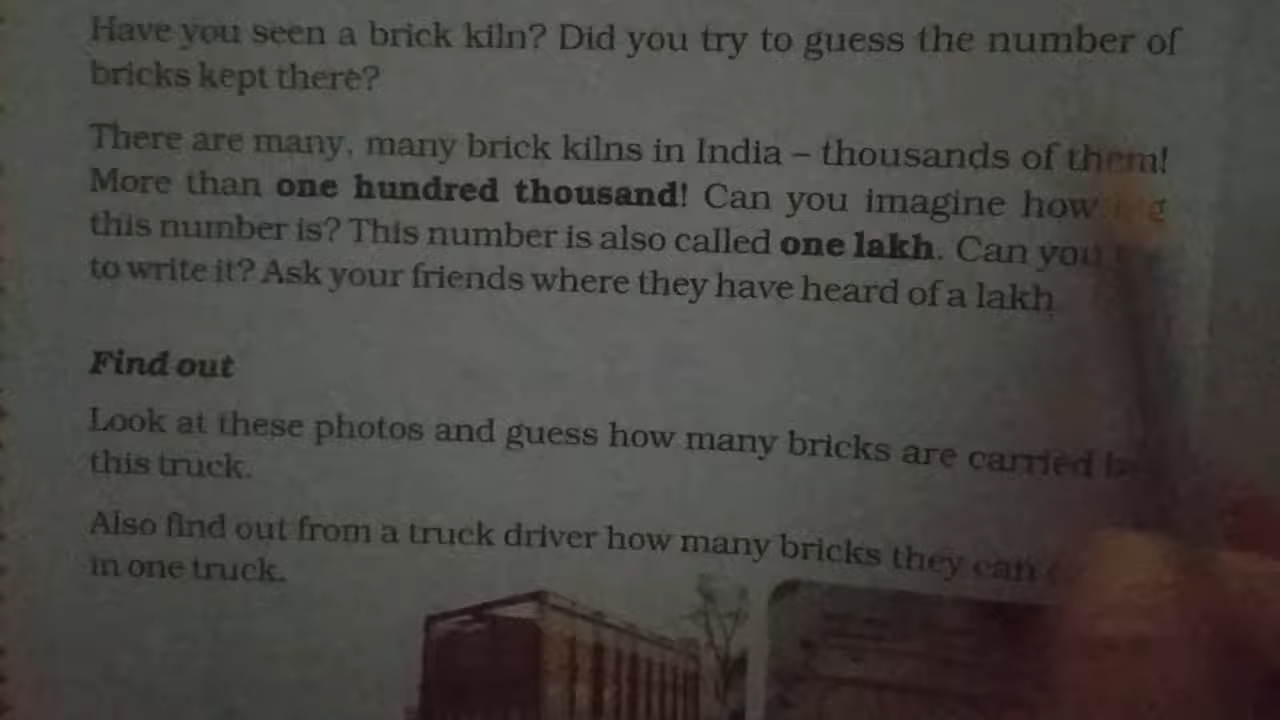 Have you seen a brick kiln? Did you try to guess the number of
bricks kept there?
There are many, many brick kilns in India – thousands of them!
More than one hundred thousand! Can you imagine how
this number is? This number is also called one lakh. Can you
to write it? Ask your friends where they have heard of a lakh
Find out
Look at these photos and guess how many bricks are carried
this truck.
Also find out from a truck driver how many bricks they can
in one truck.